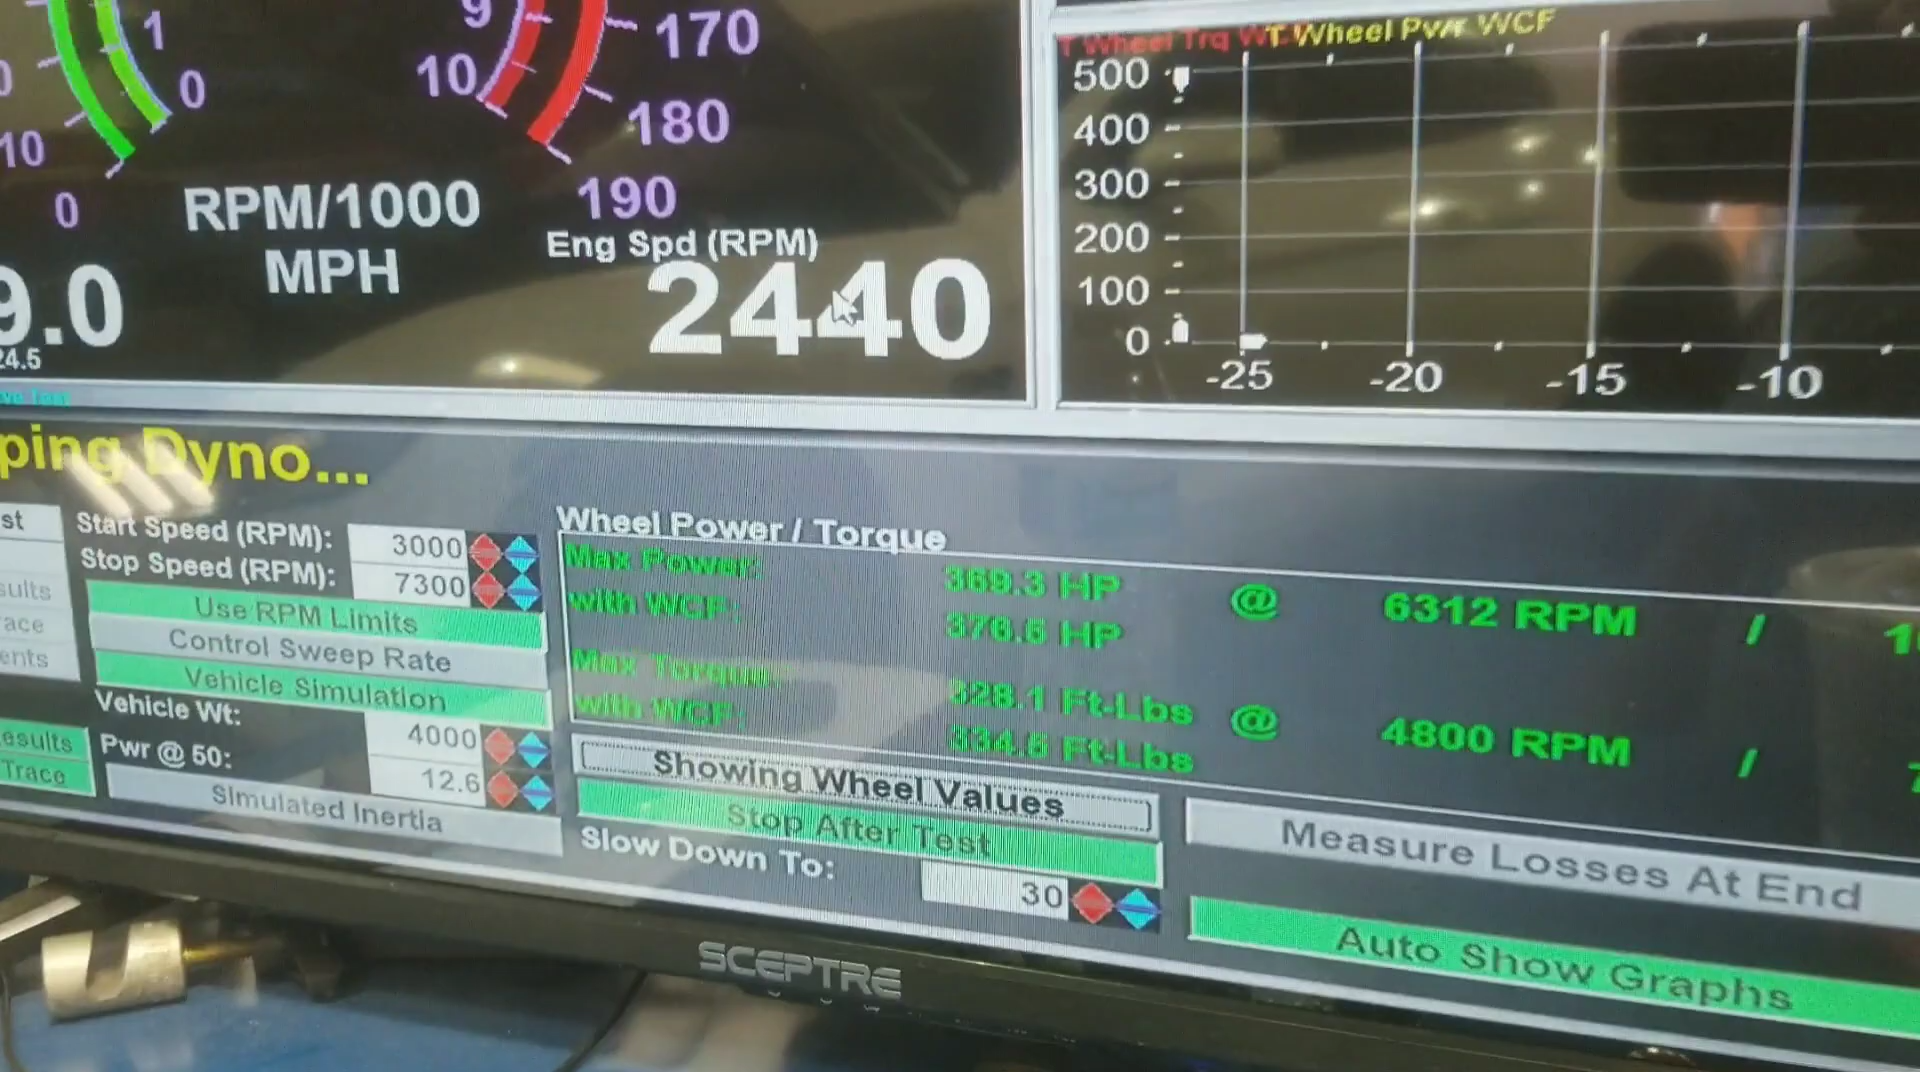 9
170
1
10
180
0
190
10
0
RPM/1000
MPH
Eng Spd (RPM)
2440
9.0
24.5
T Wheel Trq
T Wheel Pwr WCF
500
400
300
200
100
0
-25
-20
-15
-10
ping Dyno...
st
Start Speed (RPM):
3000
Stop Speed (RPM):
7300
Use RPM Limits
Control Sweep Rate
Vehicle Simulation
Vehicle Wt:
4000
Pwr @ 50:
12.6
Simulated Inertia
sults
ace
ents
esults
Trace
Wheel Power / Torque
Max Power:
369.3 HP @ 6312 RPM /
with WCF:
376.6 HP
Max Torque:
328.1 Ft-Lbs @ 4800 RPM /
with WCF:
334.6 Ft-Lbs
Showing Wheel Values
Stop After Test
Slow Down To:
30
Measure Losses At End
Auto Show Graphs
SCEPTRE